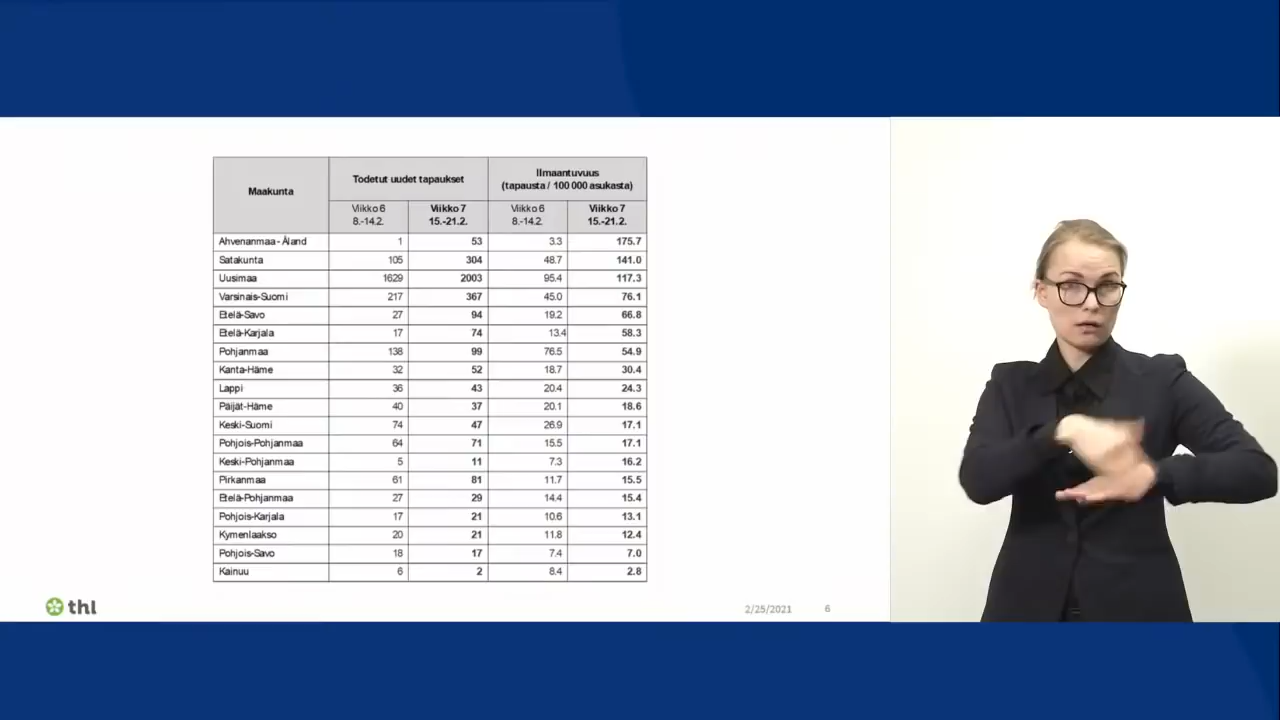 Maakunta Todetut uudet tapaukset Ilmaantuvuus
(tapausta / 100 000 asukasta)
Viikko 6 Viikko 7 Viikko 6 Viikko 7
8.-14.2. 15.-21.2. 8.-14.2. 15.-21.2.
Ahvenanmaa - Åland 1 53 3.3 175.7
Satakunta 105 304 48.7 141.0
Uusimaa 1629 2003 95.4 117.3
Varsinais-Suomi 217 367 45.0 76.1
Etelä-Savo 27 94 19.2 66.8
Etelä-Karjala 17 74 13.4 58.3
Pohjanmaa 138 99 76.5 54.9
Kanta-Häme 32 52 18.7 30.4
Lappi 36 43 20.4 24.3
Päijät-Häme 40 37 20.1 18.6
Keski-Suomi 74 47 26.9 17.1
Pohjois-Pohjanmaa 64 71 15.5 17.1
Keski-Pohjanmaa 5 11 7.3 16.2
Pirkanmaa 61 81 11.7 15.5
Etelä-Pohjanmaa 27 29 14.4 15.4
Pohjois-Karjala 17 21 10.6 13.1
Kymenlaakso 20 21 11.8 12.4
Pohjois-Savo 18 17 7.4 7.0
Kainuu 6 2 8.4 2.8
thl 2/25/2021 6